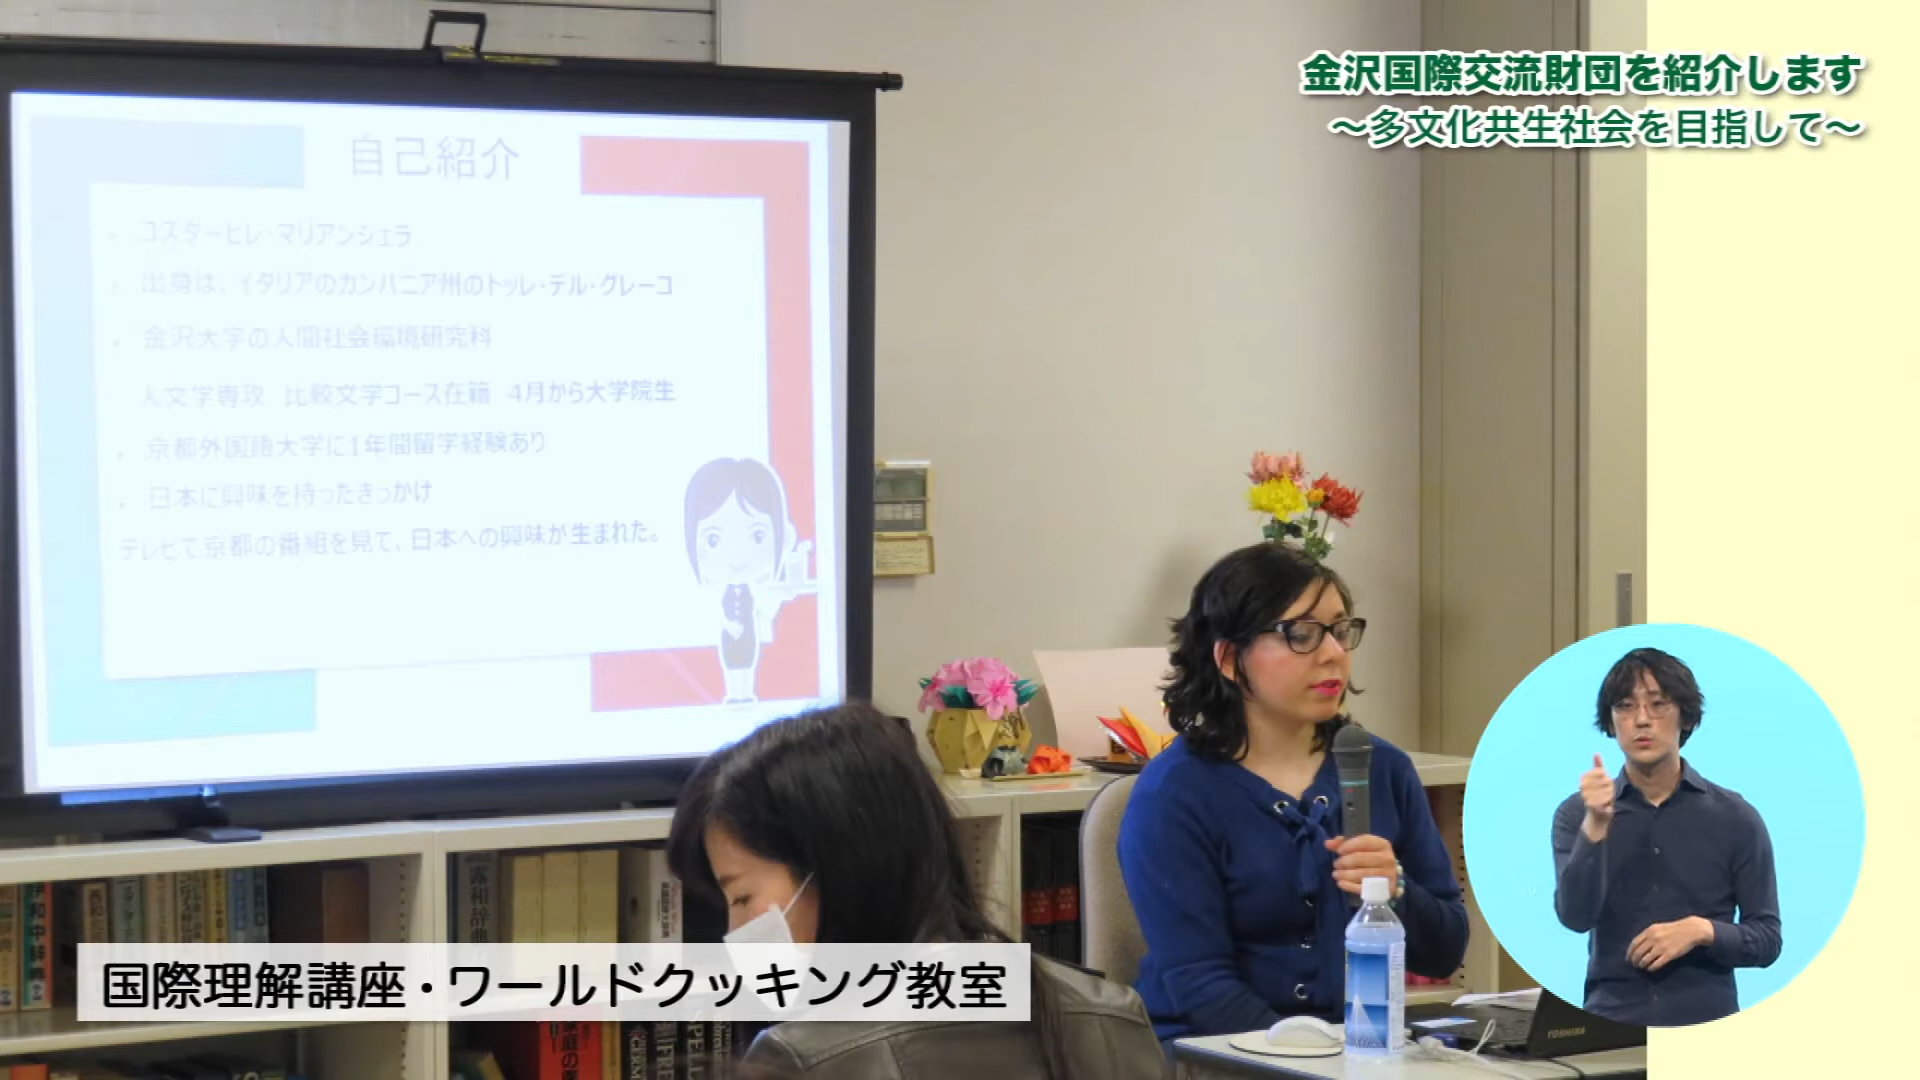 金沢国際交流財団を紹介します
～多文化共生社会を目指して～
自己紹介
コスターヒレ・マリアンジェラ
出身は、イタリアのカンパニア州のトッレ・デル・グレーコ
金沢大学の人間社会環境研究科
人文学専攻 比較文学コース在籍 4月から大学院生
京都外国語大学に1年間留学経験あり
日本に興味を持ったきっかけ
テレビで京都の番組を見て、日本への興味が生まれた。
国際理解講座・ワールドクッキング教室
TOSHIBA